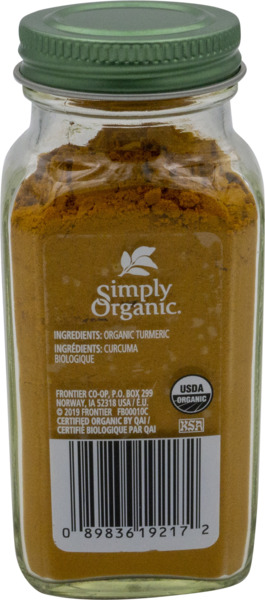 Simply
Organic.
INGREDIENTS: ORGANIC TURMERIC
INGRÉDIENTS: CURCUMA
BIOLOGIQUE
FRONTIER CO-OP, P.O. BOX 299
NORWAY, IA 52318 USA / É.U.
© 2019 FRONTIER FB00010C
CERTIFIED ORGANIC BY QAI /
CERTIFIÉ BIOLOGIQUE PAR QAI
USDA
ORGANIC
KSA
0 89836 19217 2